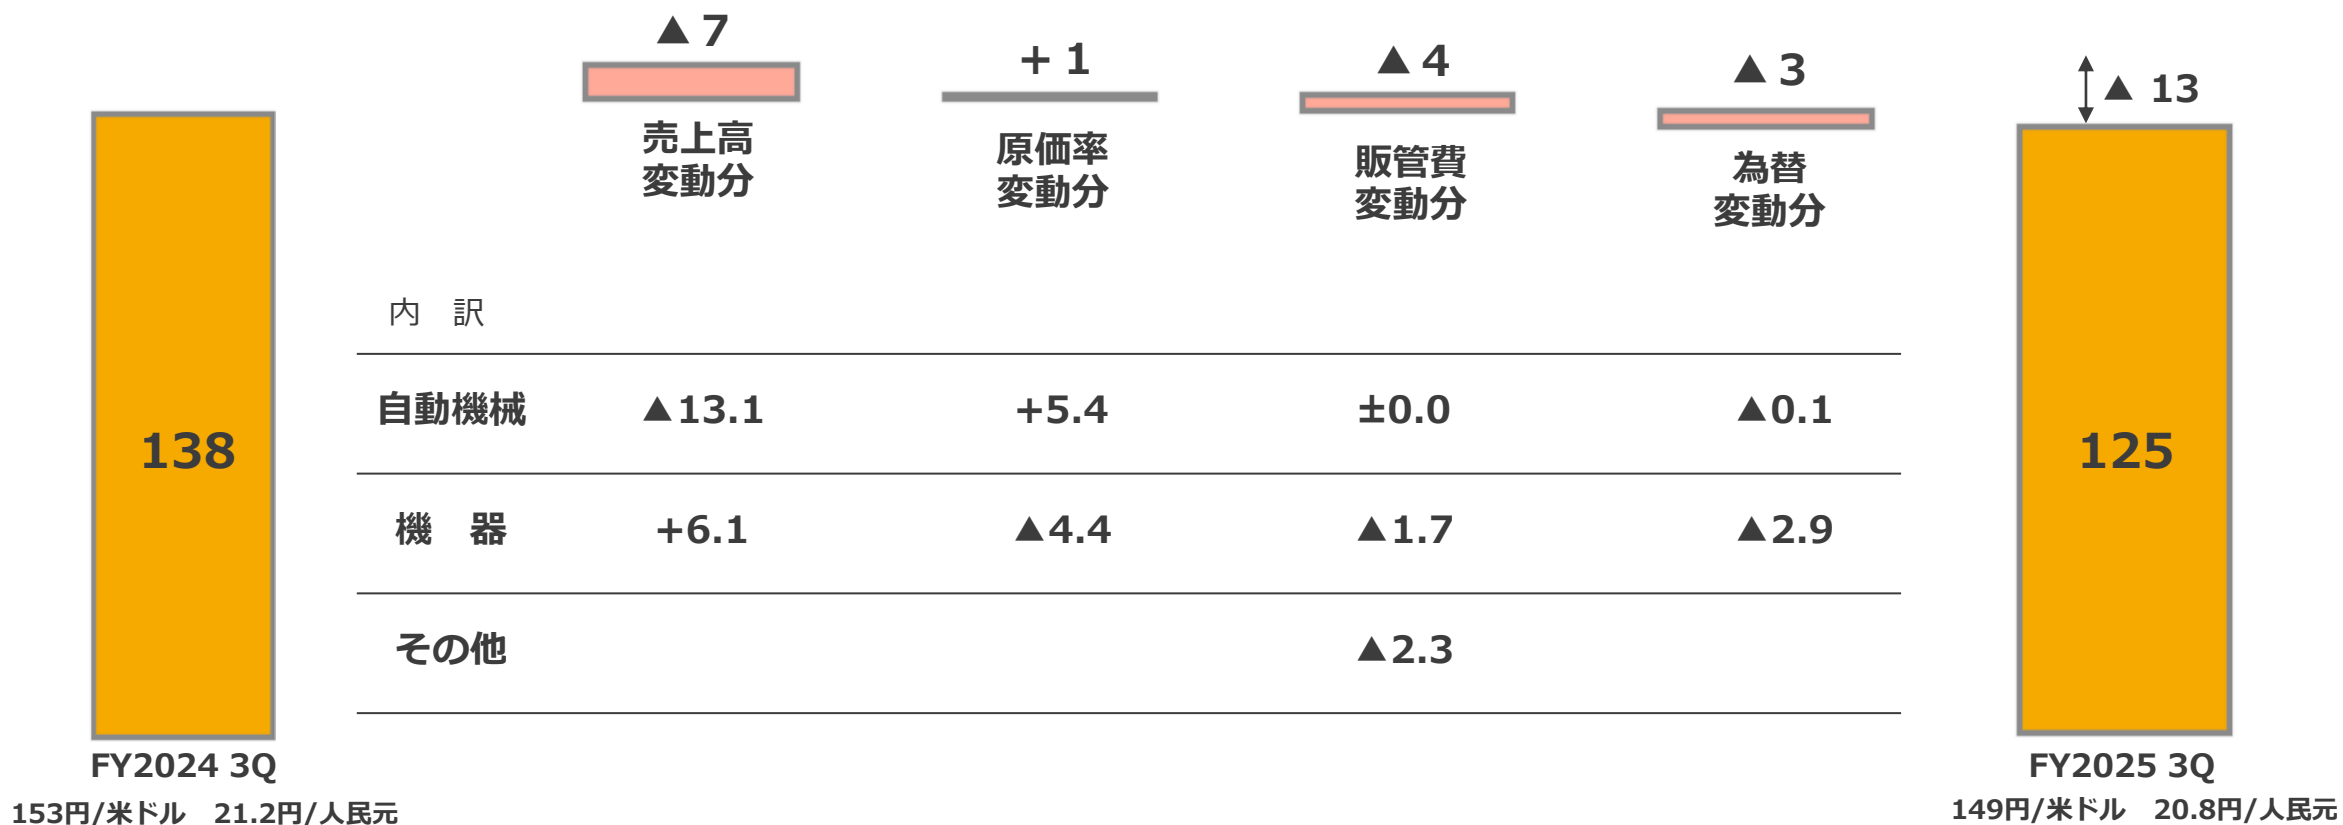 ▲ 7
+ 1
▲ 4
▲ 3
▲ 13
売上高
変動分
原価率
変動分
販管費
変動分
為替
変動分
内　訳
自動機械 ▲13.1 +5.4 ±0.0 ▲0.1
機　器 +6.1 ▲4.4 ▲1.7 ▲2.9
その他 ▲2.3
138
125
FY2024 3Q
153円/米ドル　21.2円/人民元
FY2025 3Q
149円/米ドル　20.8円/人民元